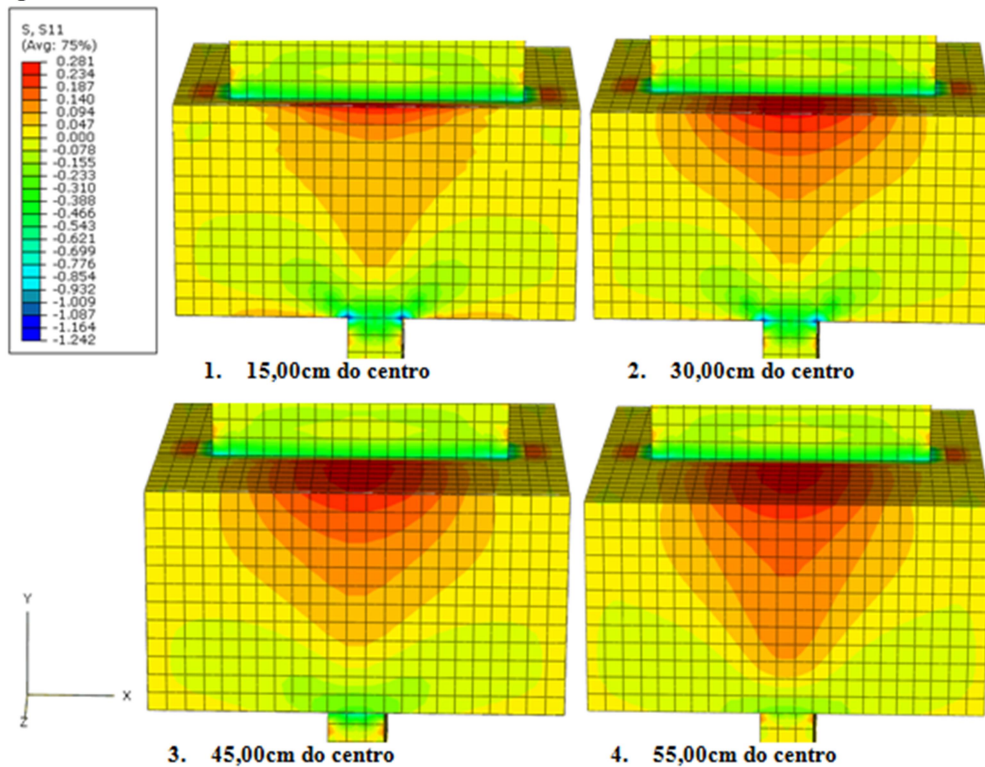 S, S11
(Avg: 75%)
0.281
0.234
0.187
0.140
0.094
0.047
0.000
-0.078
-0.155
-0.233
-0.310
-0.388
-0.466
-0.543
-0.621
-0.699
-0.776
-0.854
-0.932
-1.009
-1.087
-1.164
-1.242
1. 15,00cm do centro
2. 30,00cm do centro
Y
X
Z
3. 45,00cm do centro
4. 55,00cm do centro